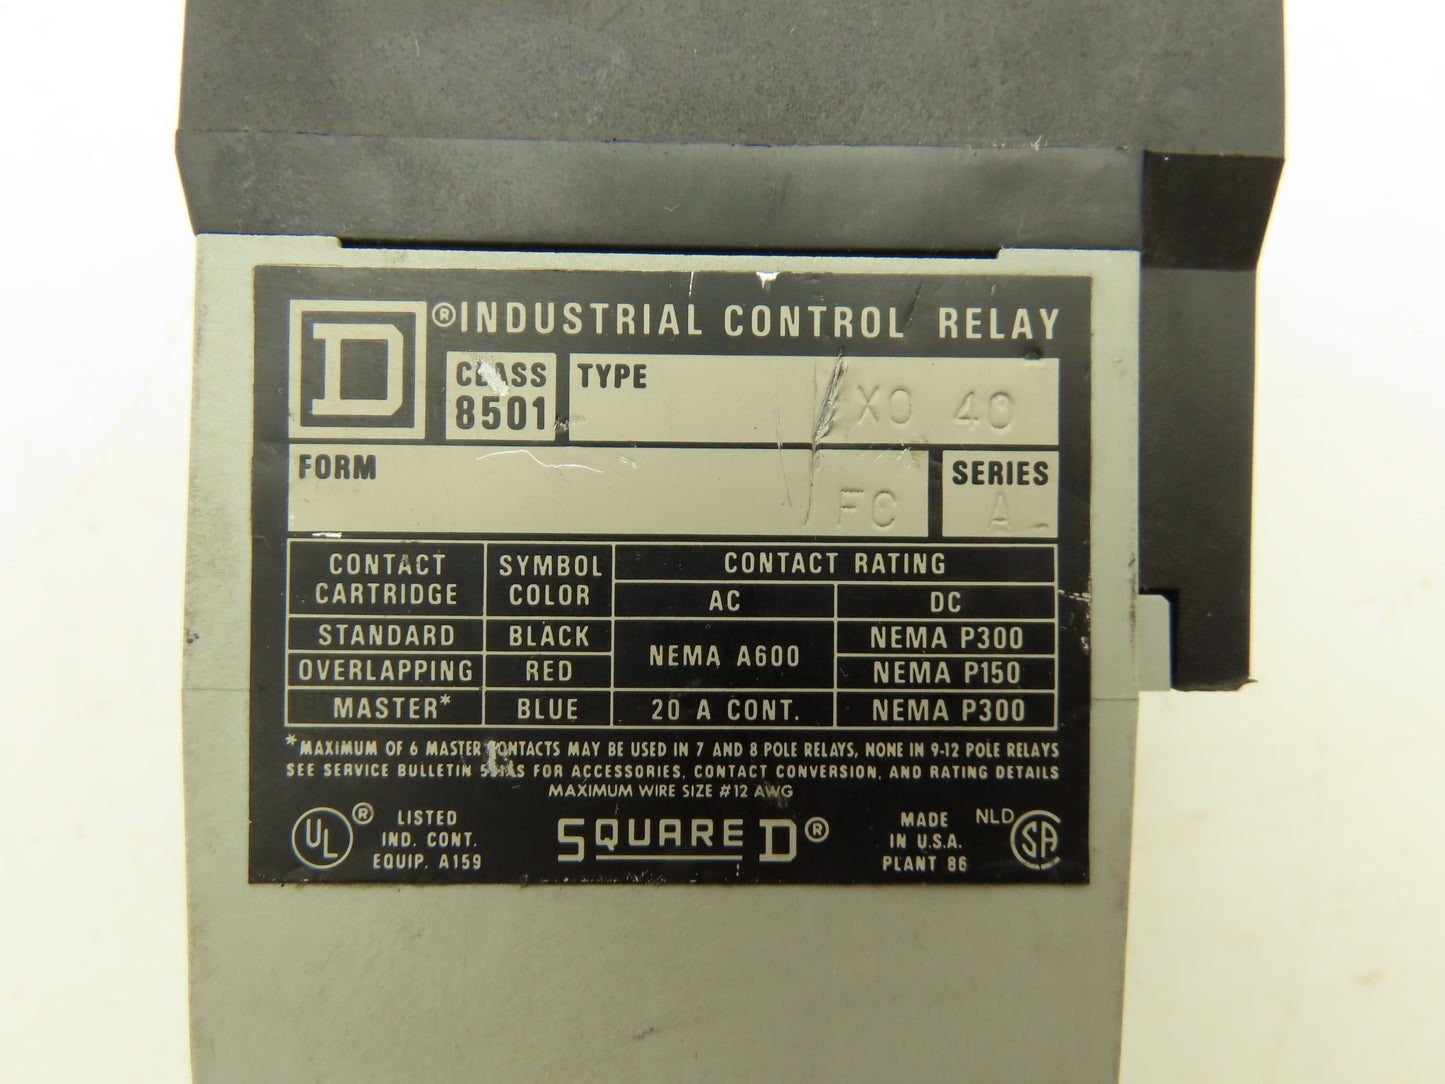 D ® INDUSTRIAL CONTROL RELAY
CLASS 8501
TYPE XO 40
FORM FC
SERIES A
CONTACT CARTRIDGE
SYMBOL COLOR
CONTACT RATING
AC DC
STANDARD BLACK NEMA A600 NEMA P300
OVERLAPPING RED NEMA P150
MASTER* BLUE 20 A CONT. NEMA P300
*MAXIMUM OF 6 MASTER CONTACTS MAY BE USED IN 7 AND 8 POLE RELAYS, NONE IN 9-12 POLE RELAYS
SEE SERVICE BULLETIN FOR ACCESSORIES, CONTACT CONVERSION, AND RATING DETAILS
MAXIMUM WIRE SIZE #12 AWG
UL ®
LISTED
IND. CONT.
EQUIP. A159
SQUARE D ®
MADE
IN U.S.A.
PLANT 86
NLD
SA